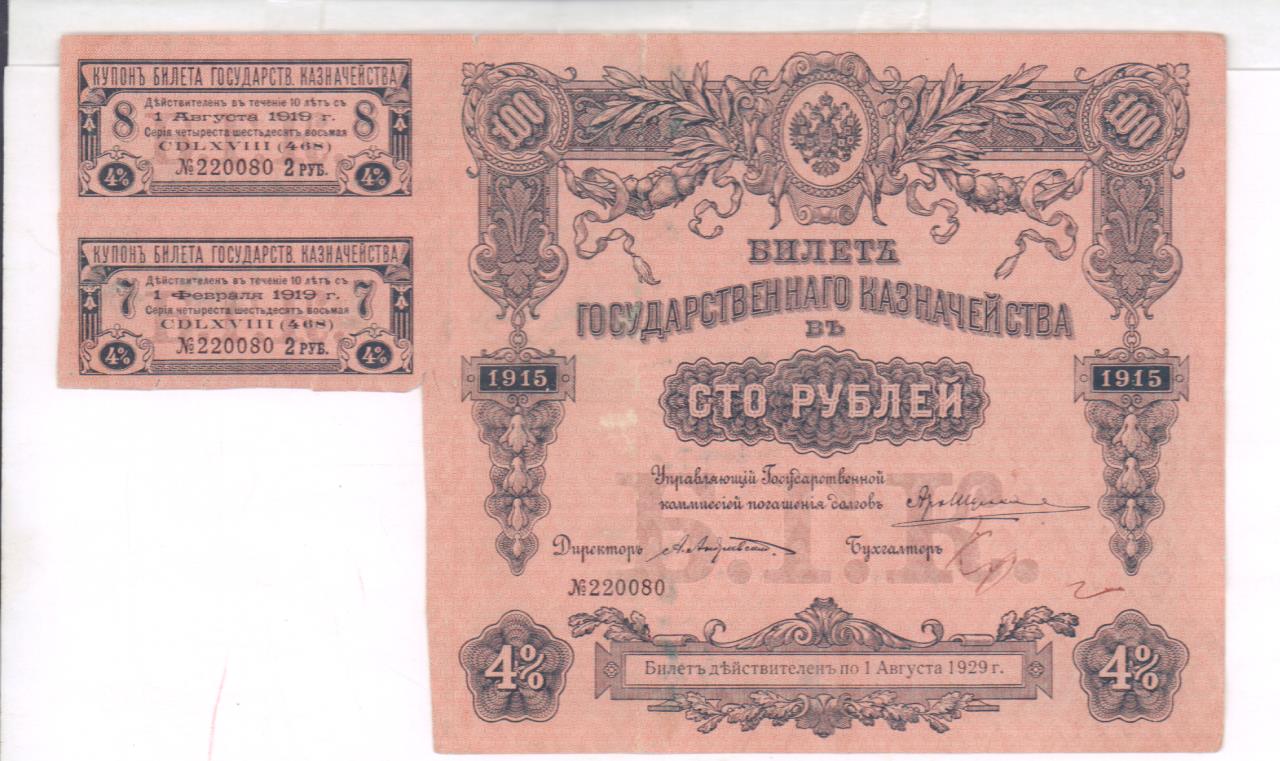 КУПОНЪ БИЛЕТА ГОСУДАРСТВ. КАЗНАЧЕЙСТВА
Дѣйствителенъ въ теченіе 10 лѣтъ съ
8 1 Августа 1919 г. 8
Серія четыреста шестьдесятъ восьмая
CDLXVIII (468)
№220080 2 РУБ.
4% 4%
КУПОНЪ БИЛЕТА ГОСУДАРСТВ. КАЗНАЧЕЙСТВА
Дѣйствителенъ въ теченіе 10 лѣтъ съ
7 1 Февраля 1919 г. 7
Серія четыреста шестьдесятъ восьмая
CDLXVIII (468)
№220080 2 РУБ.
4% 4%
100 100
БИЛЕТЪ
ГОСУДАРСТВЕННАГО КАЗНАЧЕЙСТВА
ВЪ
1915 СТО РУБЛЕЙ 1915
Управляющій Государственной
коммиссіей погашенія долговъ
Директоръ Бухгалтеръ
Б.Г.К.
№220080
4% Билетъ дѣйствителенъ по 1 Августа 1929 г. 4%